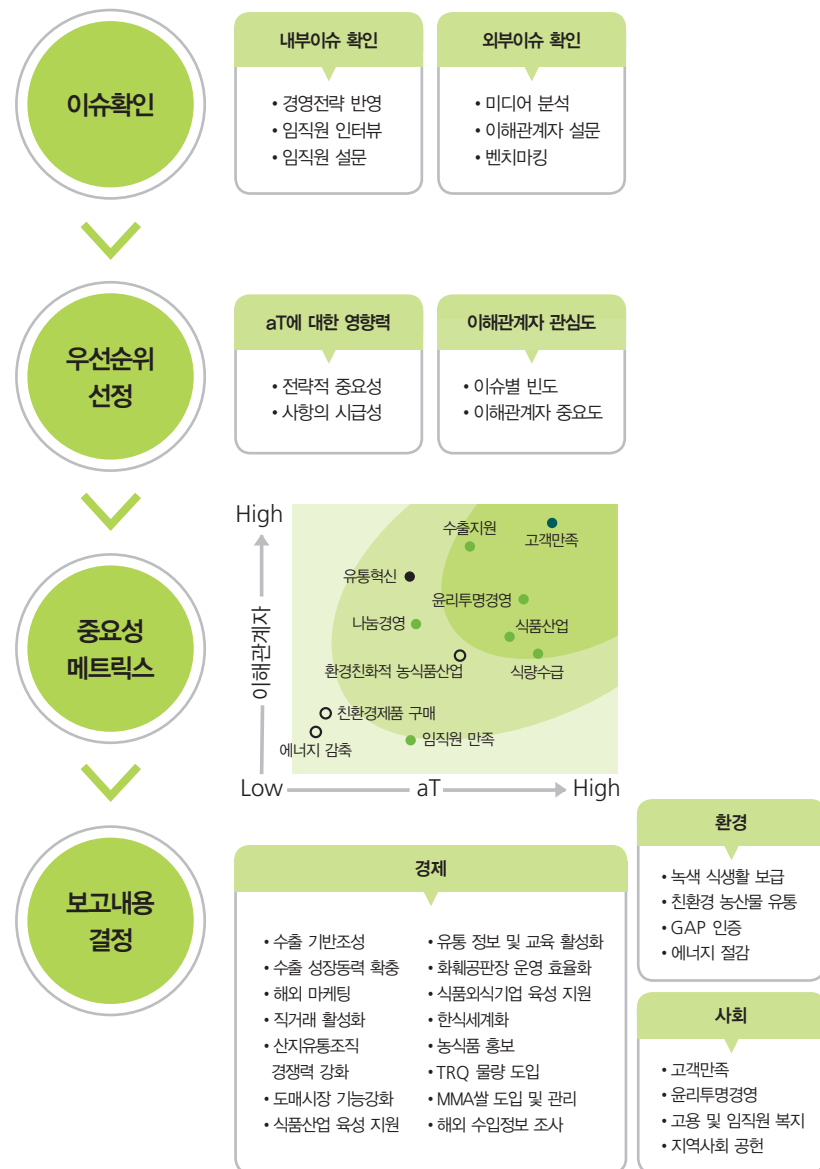 이슈확인
내부이슈 확인
• 경영전략 반영
• 임직원 인터뷰
• 임직원 설문
외부이슈 확인
• 미디어 분석
• 이해관계자 설문
• 벤치마킹
우선순위
선정
aT에 대한 영향력
• 전략적 중요성
• 사항의 시급성
이해관계자 관심도
• 이슈별 빈도
• 이해관계자 중요도
중요성
메트릭스
High
이해관계자
수출지원
고객만족
유통혁신
윤리투명경영
나눔경영
식품산업
환경친화적 농식품산업
식량수급
친환경제품 구매
에너지 감축
임직원 만족
Low
aT
High
보고내용
결정
경제
• 수출 기반조성
• 수출 성장동력 확충
• 해외 마케팅
• 직거래 활성화
• 산지유통조직
경쟁력 강화
• 도매시장 기능강화
• 식품산업 육성 지원
• 유통 정보 및 교육 활성화
• 화훼공판장 운영 효율화
• 식품외식기업 육성 지원
• 한식세계화
• 농식품 홍보
• TRQ 물량 도입
• MMA쌀 도입 및 관리
• 해외 수입정보 조사
환경
• 녹색 식생활 보급
• 친환경 농산물 유통
• GAP 인증
• 에너지 절감
사회
• 고객만족
• 윤리투명경영
• 고용 및 임직원 복지
• 지역사회 공헌